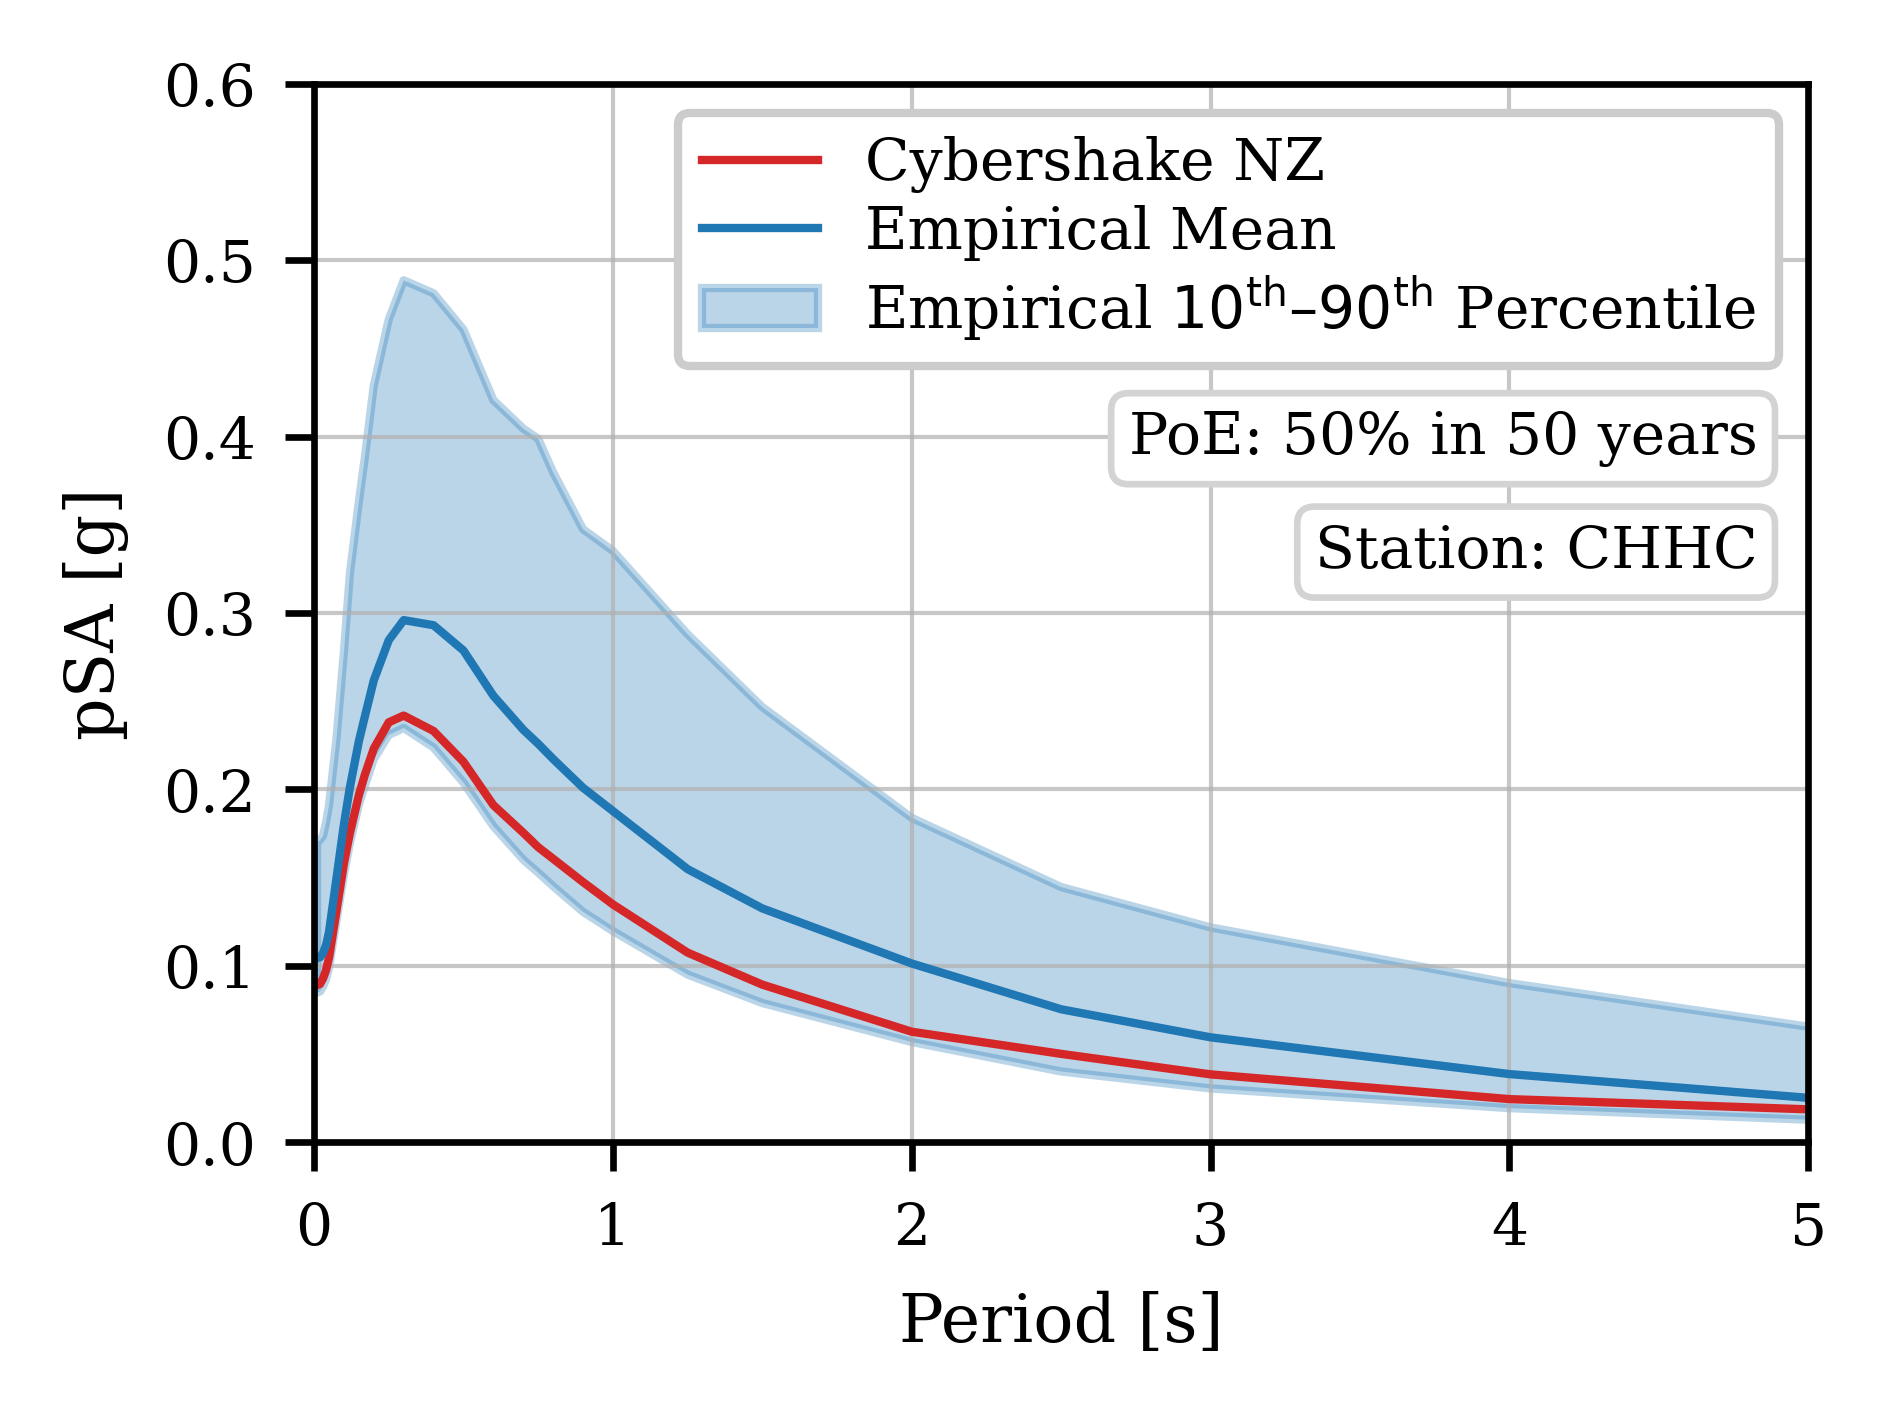 0.6
0.5
0.4
0.3
0.2
0.1
0.0
pSA [g]
Cybershake NZ
Empirical Mean
Empirical 10th–90th Percentile
PoE: 50% in 50 years
Station: CHHC
0 1 2 3 4 5
Period [s]